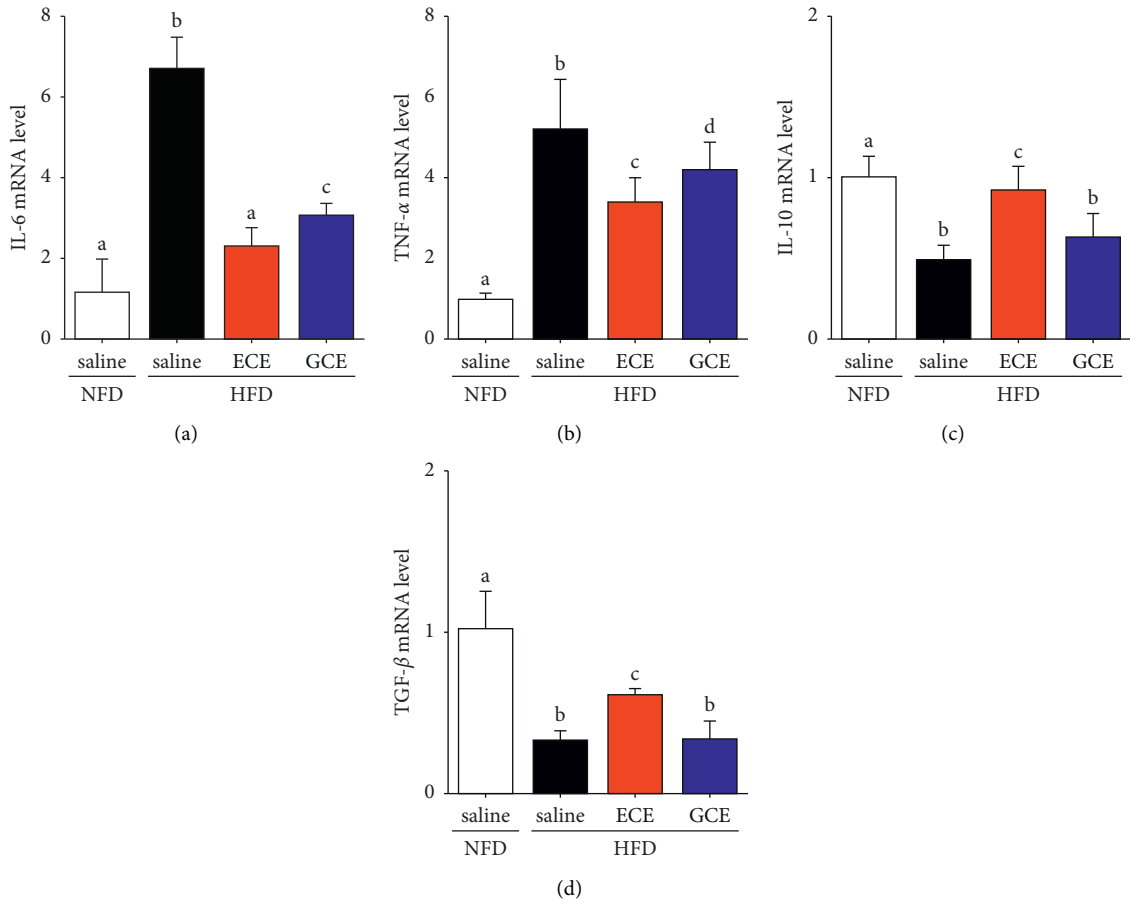 IL-6 mRNA level
8
6
4
2
0
a
b
a
c
saline saline ECE GCE
NFD HFD
(a)
TNF-α mRNA level
8
6
4
2
0
a
b
c
d
saline saline ECE GCE
NFD HFD
(b)
IL-10 mRNA level
2
1
0
a
b
c
b
saline saline ECE GCE
NFD HFD
(c)
TGF-β mRNA level
2
1
0
a
b
c
b
saline saline ECE GCE
NFD HFD
(d)